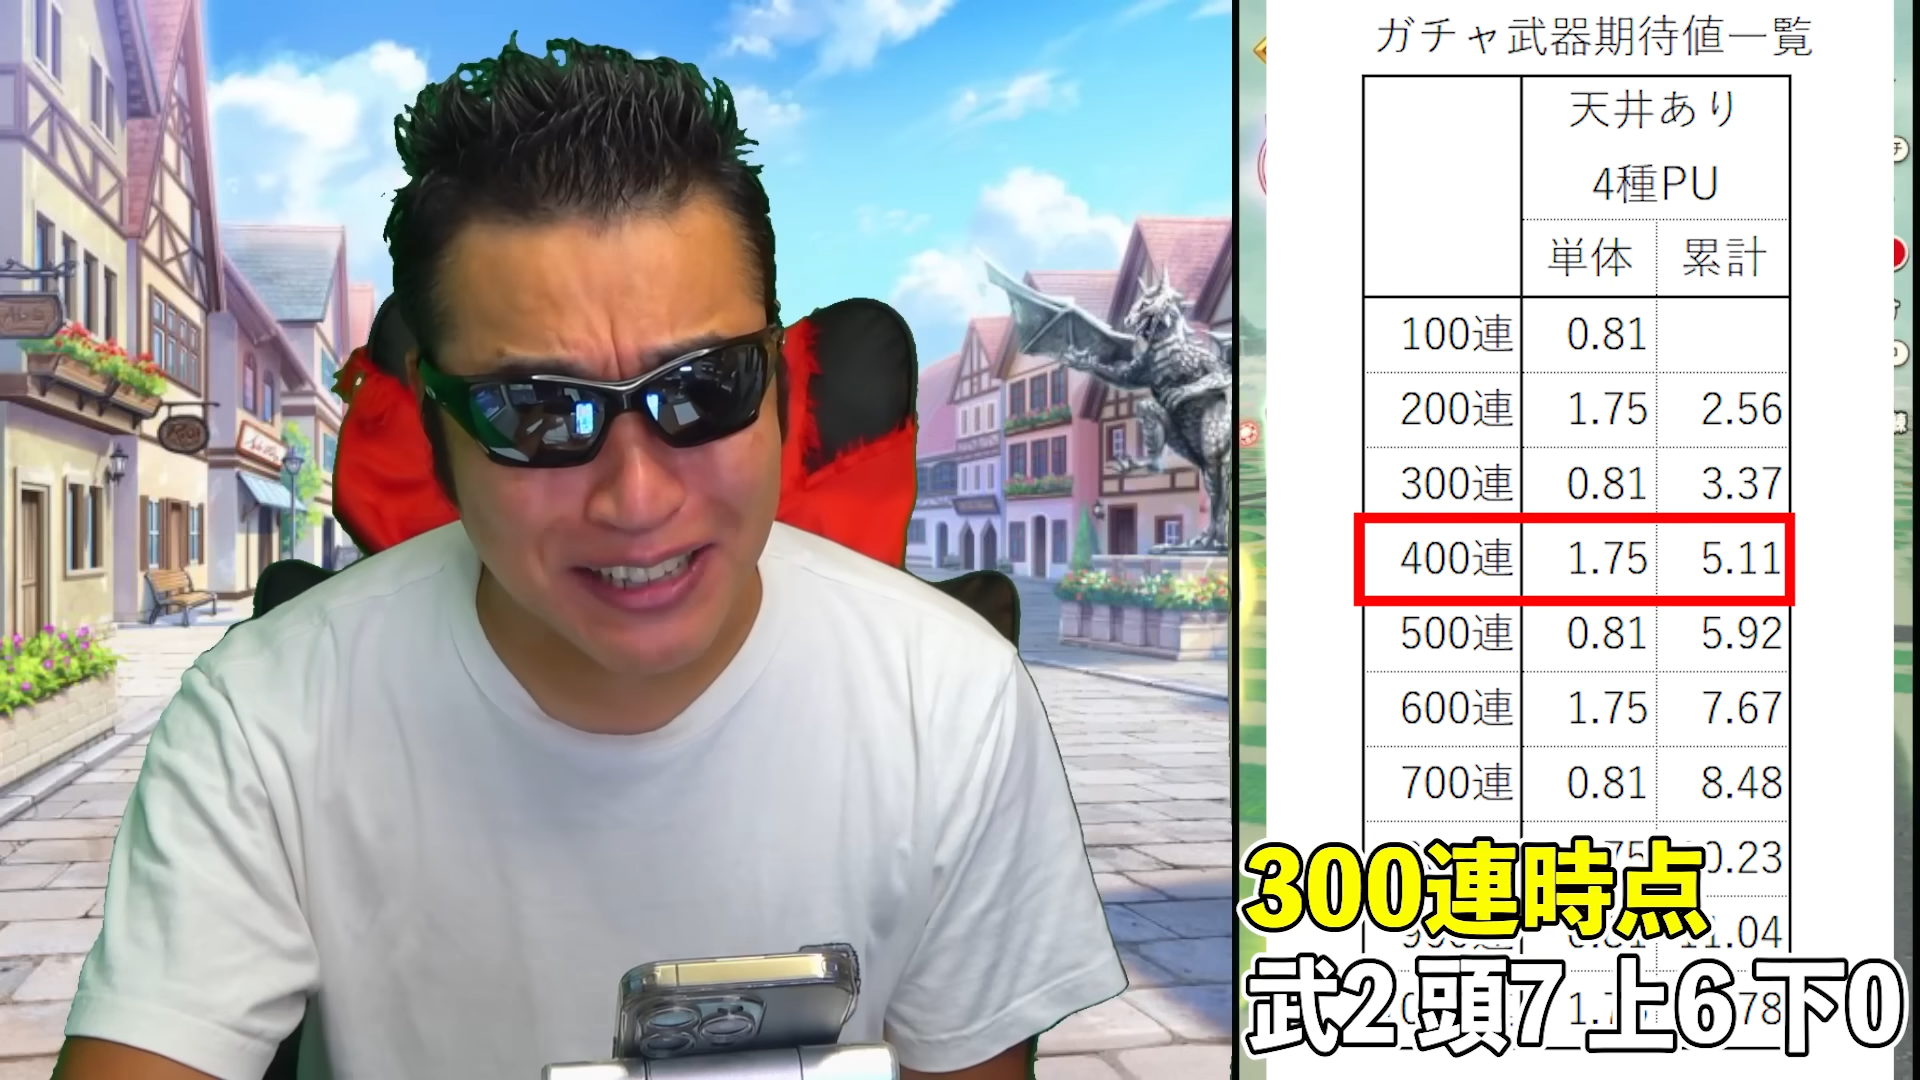 ガチャ武器期待値一覧
天井あり
4種PU
単体 累計
100連 0.81
200連 1.75 2.56
300連 0.81 3.37
400連 1.75 5.11
500連 0.81 5.92
600連 1.75 7.67
700連 0.81 8.48
300連時点
武2 頭7 上6 下0